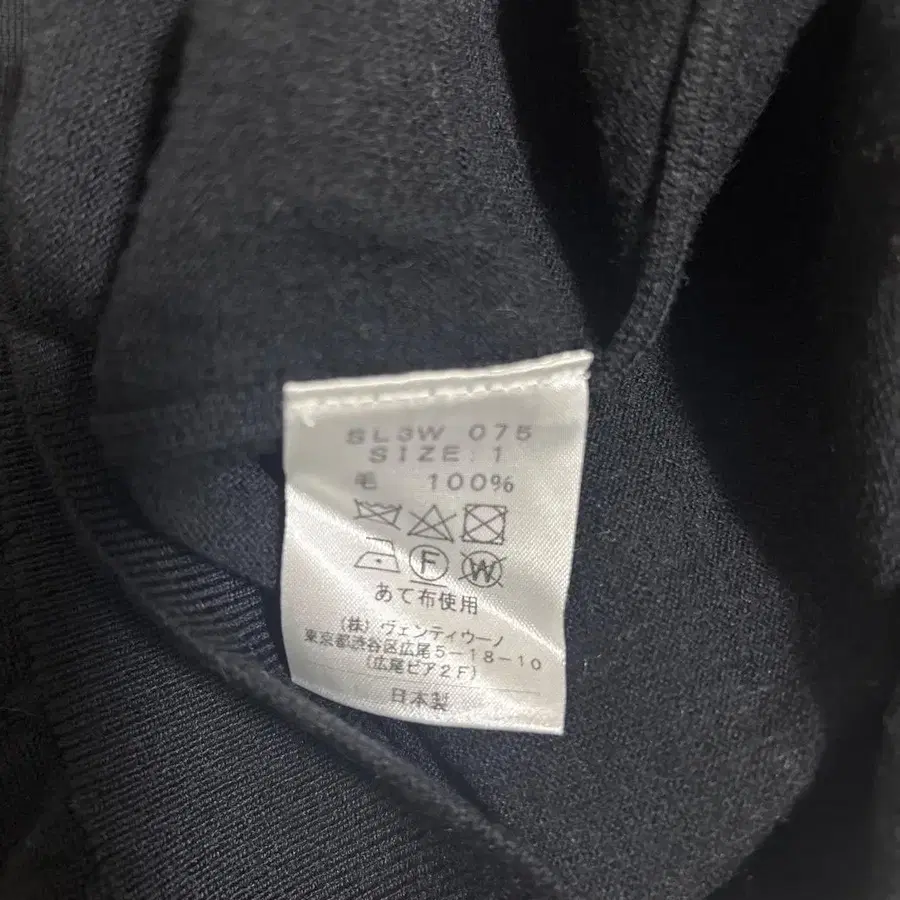 SL3W 075
SIZE: 1
毛 100%
F W
あて布使用
(株) ヴェンティウーノ
東京都渋谷区広尾5-18-10
(広尾ピア2F)
日本製